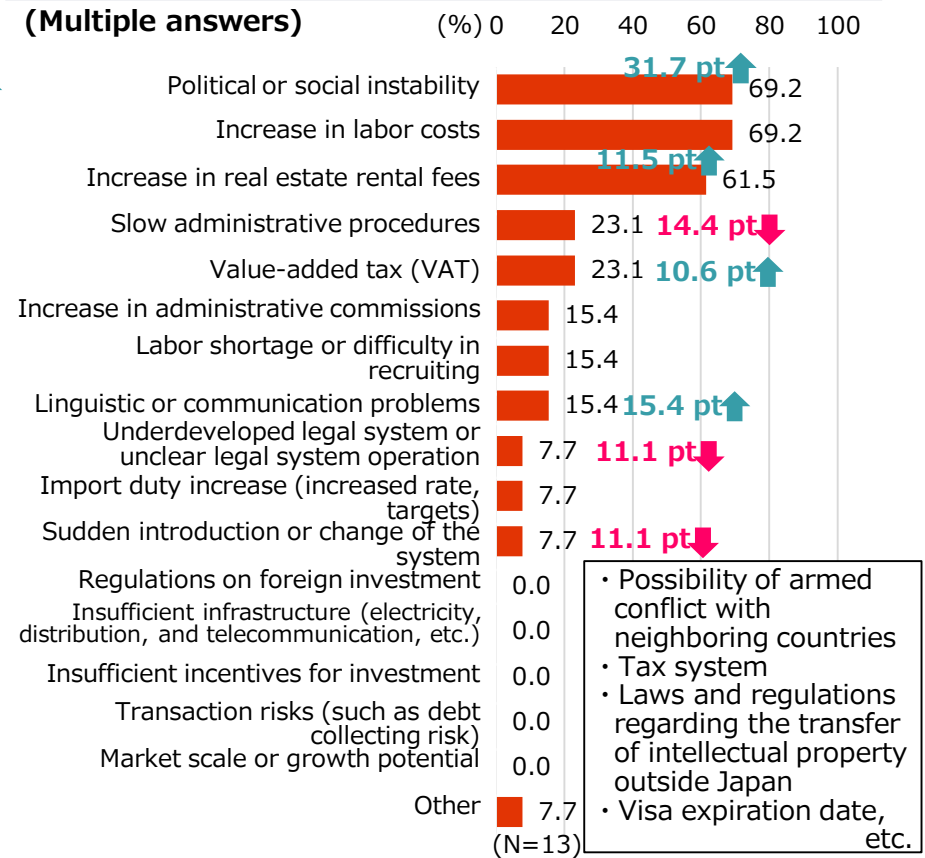 (Multiple answers)
(%) 0 20 40 60 80 100
31.7 pt
Political or social instability 69.2
Increase in labor costs 69.2
11.5 pt
Increase in real estate rental fees 61.5
Slow administrative procedures 23.1 14.4 pt
Value-added tax (VAT) 23.1 10.6 pt
Increase in administrative commissions 15.4
Labor shortage or difficulty in
recruiting 15.4
Linguistic or communication problems 15.4 15.4 pt
Underdeveloped legal system or
unclear legal system operation 7.7 11.1 pt
Import duty increase (increased rate,
targets) 7.7
Sudden introduction or change of the
system 7.7 11.1 pt
Regulations on foreign investment 0.0
Insufficient infrastructure (electricity,
distribution, and telecommunication, etc.) 0.0
Insufficient incentives for investment 0.0
Transaction risks (such as debt
collecting risk) 0.0
Market scale or growth potential 0.0
Other 7.7
(N=13)
・Possibility of armed
conflict with
neighboring countries
・Tax system
・Laws and regulations
regarding the transfer
of intellectual property
outside Japan
・Visa expiration date,
etc.